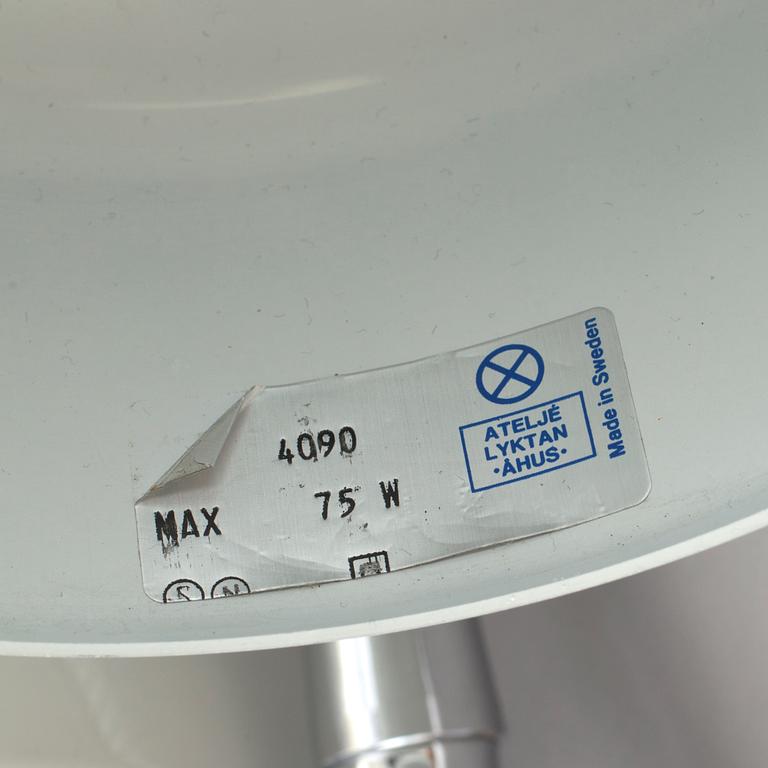 4090
MAX 75 W
S N
ATELJÉ
LYKTAN
·ÅHUS·
Made in Sweden